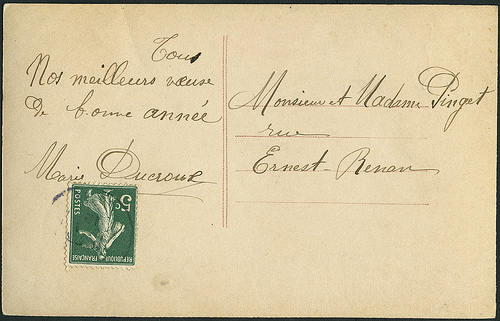 Tous
Nos meilleurs vœuse
de bonne année
Marie Ducroux
Monsieur et Madame Pinget
rue
Ernest-Renan
POSTES
5c
REPUBLIQUE FRANÇAISE